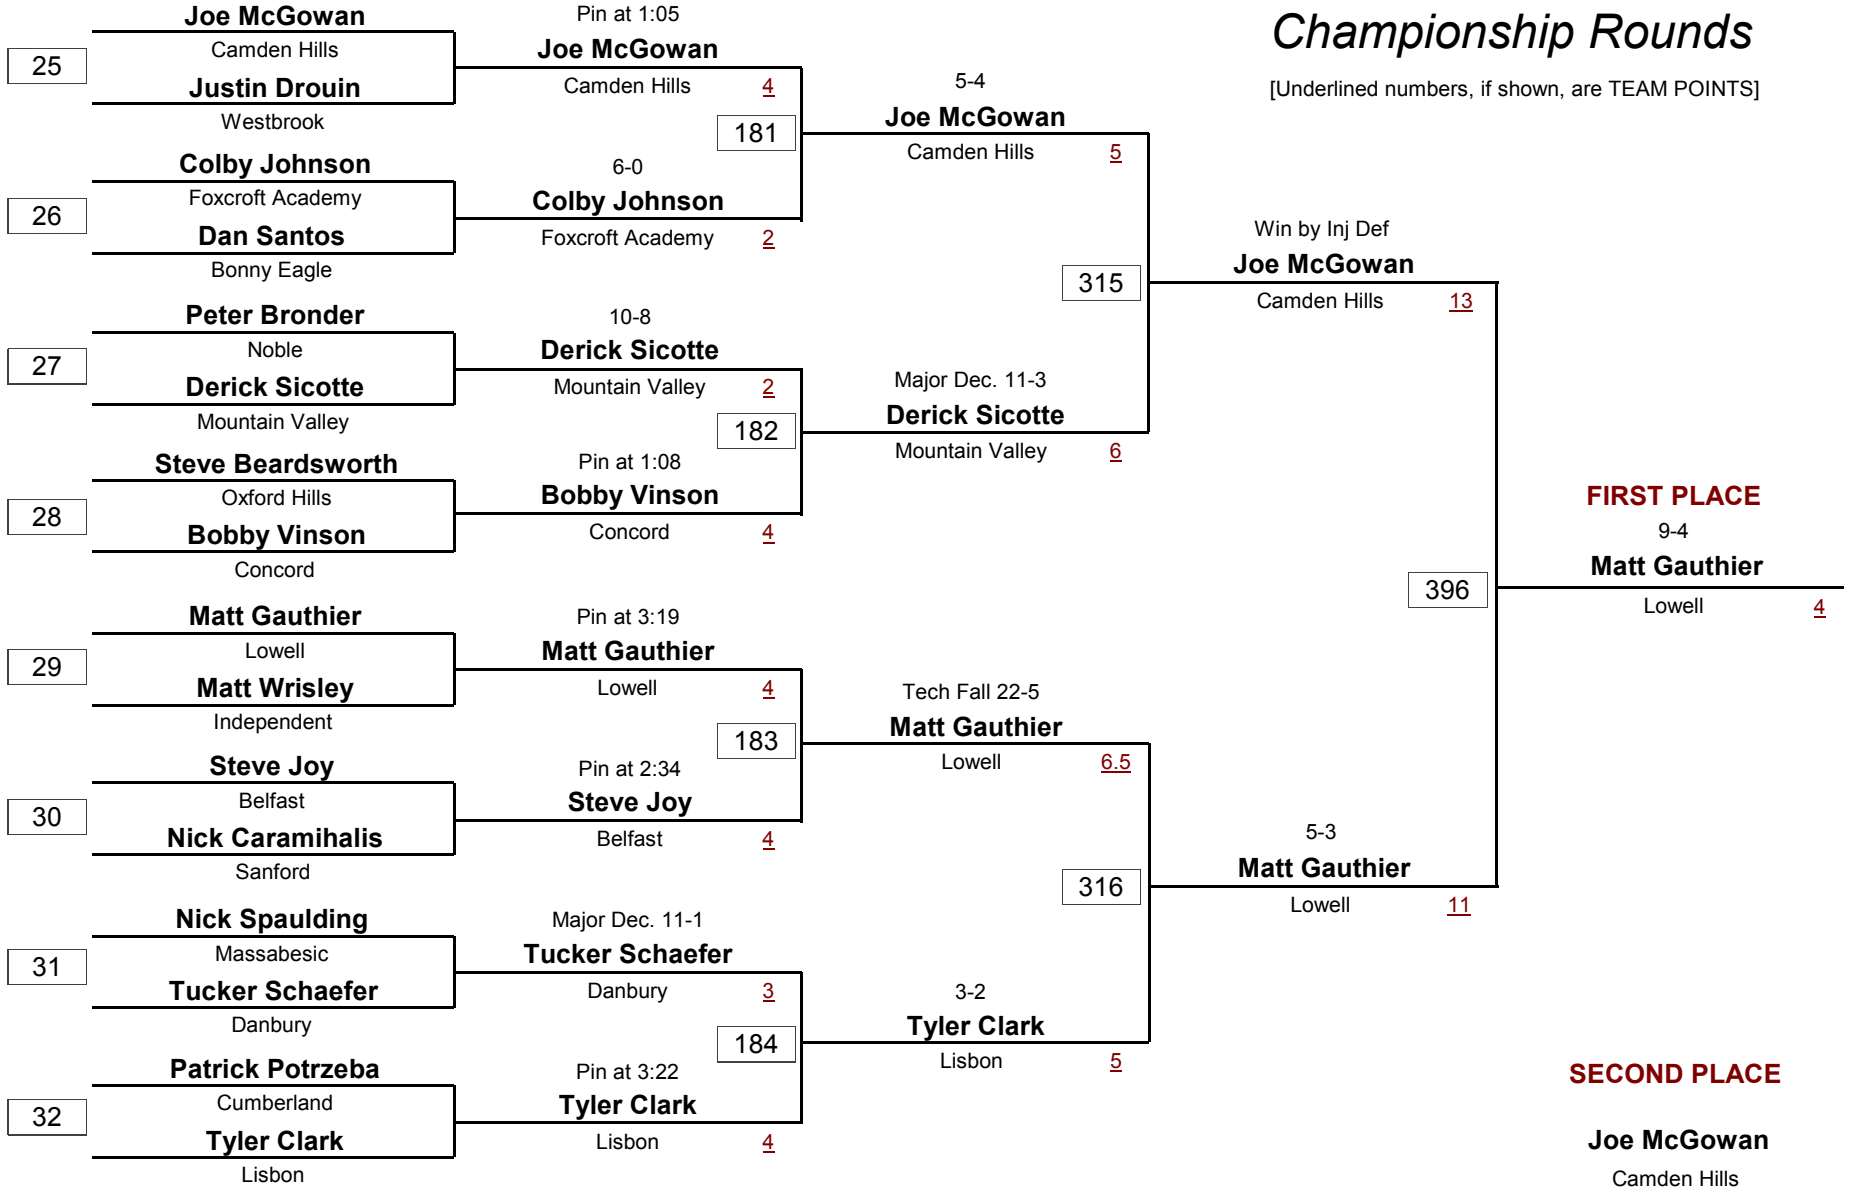 Championship Rounds
[Underlined numbers, if shown, are TEAM POINTS]
Joe McGowan
Camden Hills
25
Justin Drouin
Westbrook
Colby Johnson
Foxcroft Academy
26
Dan Santos
Bonny Eagle
Peter Bronder
Noble
27
Derick Sicotte
Mountain Valley
Steve Beardsworth
Oxford Hills
28
Bobby Vinson
Concord
Matt Gauthier
Lowell
29
Matt Wrisley
Independent
Steve Joy
Belfast
30
Nick Caramihalis
Sanford
Nick Spaulding
Massabesic
31
Tucker Schaefer
Danbury
Patrick Potrzeba
Cumberland
32
Tyler Clark
Lisbon
Pin at 1:05
Joe McGowan
Camden Hills 4
181
6-0
Colby Johnson
Foxcroft Academy 2
10-8
Derick Sicotte
Mountain Valley 2
182
Pin at 1:08
Bobby Vinson
Concord 4
Pin at 3:19
Matt Gauthier
Lowell 4
183
Pin at 2:34
Steve Joy
Belfast 4
Major Dec. 11-1
Tucker Schaefer
Danbury 3
184
Pin at 3:22
Tyler Clark
Lisbon 4
5-4
Joe McGowan
Camden Hills 5
315
Major Dec. 11-3
Derick Sicotte
Mountain Valley 6
Tech Fall 22-5
Matt Gauthier
Lowell 6.5
316
3-2
Tyler Clark
Lisbon 5
Win by Inj Def
Joe McGowan
Camden Hills 13
396
5-3
Matt Gauthier
Lowell 11
FIRST PLACE
9-4
Matt Gauthier
Lowell 4
SECOND PLACE
Joe McGowan
Camden Hills